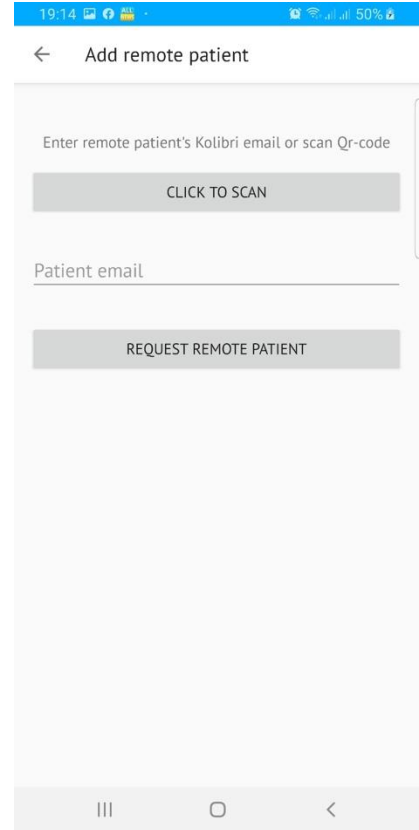 19:14 50%
Add remote patient
Enter remote patient's Kolibri email or scan Qr-code
CLICK TO SCAN
Patient email
REQUEST REMOTE PATIENT